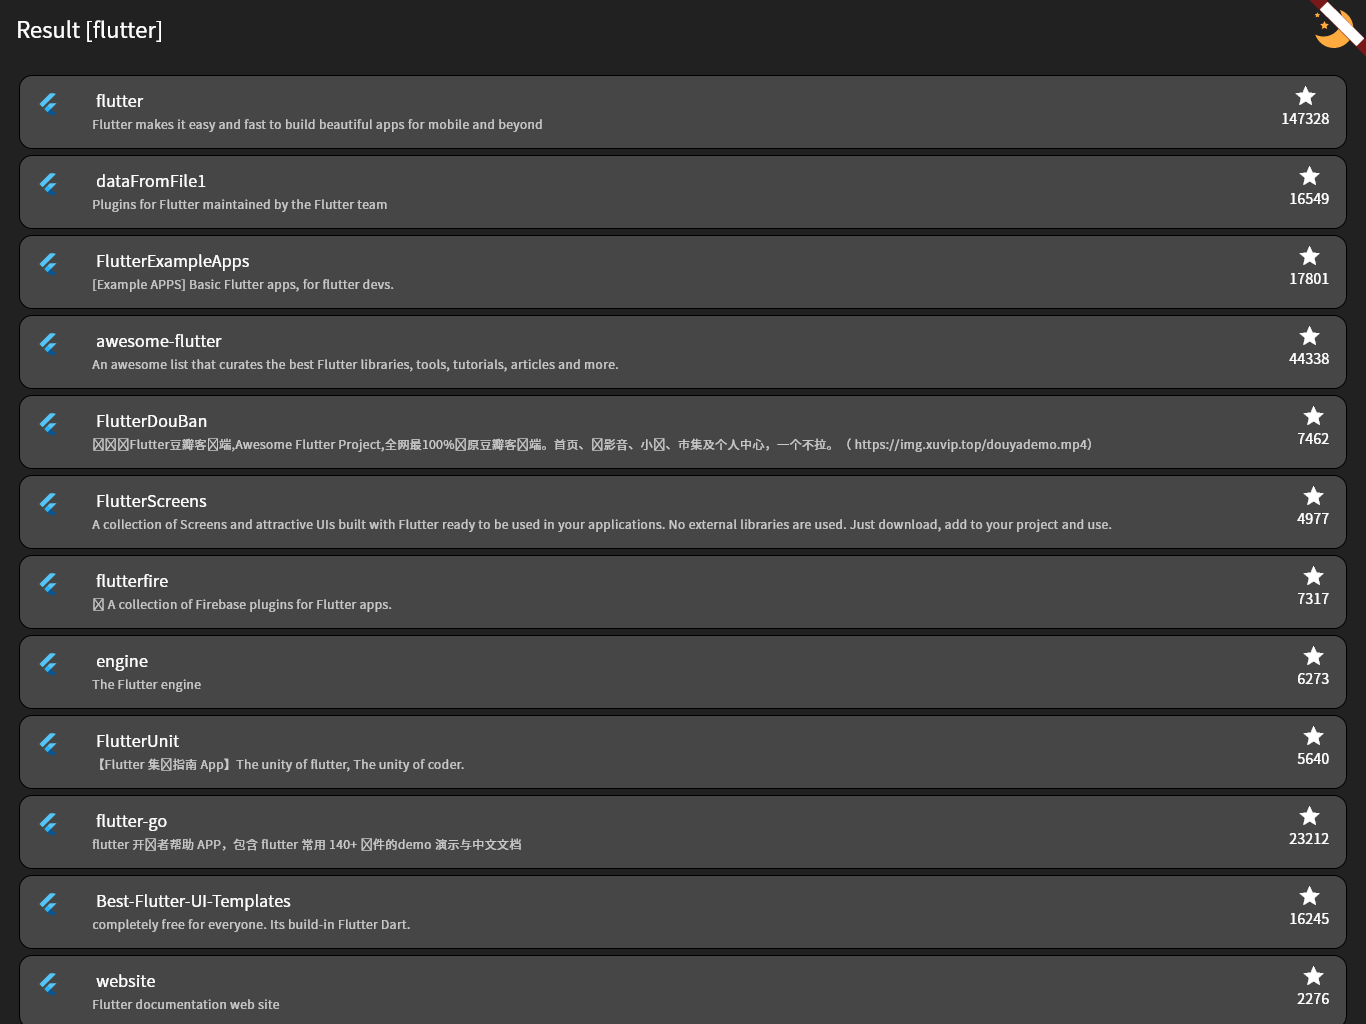 Result [flutter]
flutter
Flutter makes it easy and fast to build beautiful apps for mobile and beyond
147328
dataFromFile1
Plugins for Flutter maintained by the Flutter team
16549
FlutterExampleApps
[Example APPS] Basic Flutter apps, for flutter devs.
17801
awesome-flutter
An awesome list that curates the best Flutter libraries, tools, tutorials, articles and more.
44338
FlutterDouBan
Flutter豆瓣客端,Awesome Flutter Project,全网最100%原豆瓣客端。首页、影音、小、市集及个人中心，一个不拉。（ https://img.xuvip.top/douyademo.mp4）
7462
FlutterScreens
A collection of Screens and attractive UIs built with Flutter ready to be used in your applications. No external libraries are used. Just download, add to your project and use.
4977
flutterfire
A collection of Firebase plugins for Flutter apps.
7317
engine
The Flutter engine
6273
FlutterUnit
【Flutter 集指南 App】The unity of flutter, The unity of coder.
5640
flutter-go
flutter 开者帮助 APP，包含 flutter 常用 140+ 件的demo 演示与中文文档
23212
Best-Flutter-UI-Templates
completely free for everyone. Its build-in Flutter Dart.
16245
website
Flutter documentation web site
2276